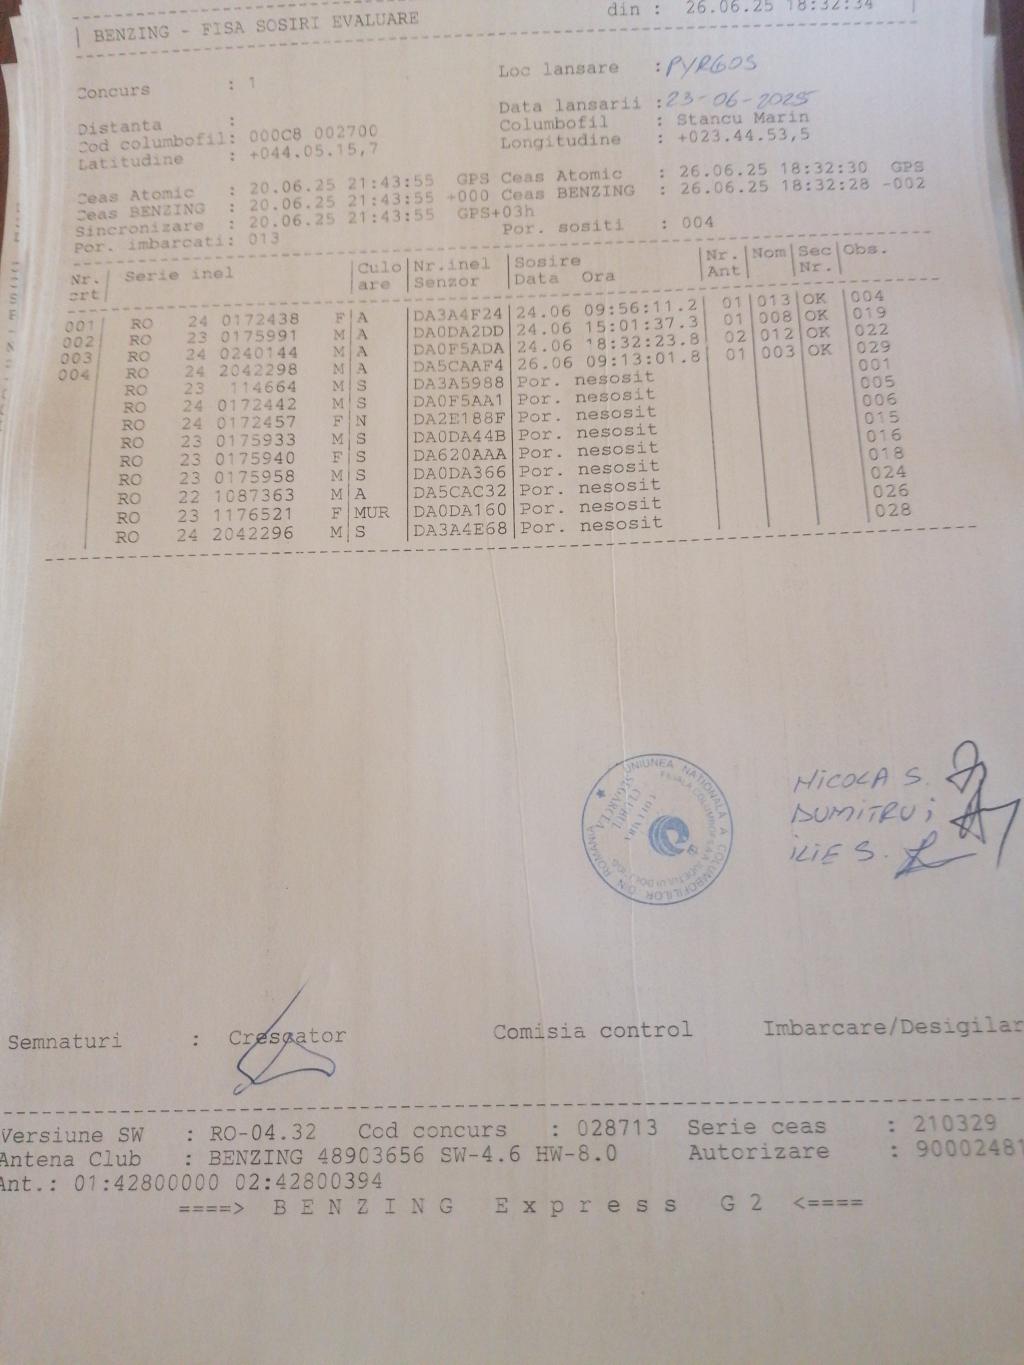 din : 26.06.25 18:32:34
BENZING - FISA SOSIRI EVALUARE
Concurs : 1 Loc lansare : PYRGOS
Distanta : Data lansarii : 23-06-2025
Cod columbofil: 000C8 002700 Columbofil : Stancu Marin
Latitudine : +044.05.15,7 Longitudine : +023.44.53,5
Ceas Atomic : 20.06.25 21:43:55 GPS Ceas Atomic : 26.06.25 18:32:30 GPS
Ceas BENZING : 20.06.25 21:43:55 +000 Ceas BENZING : 26.06.25 18:32:28 -002
Sincronizare : 20.06.25 21:43:55 GPS+03h
Por. imbarcati: 013 Por. sositi : 004
Nr. Serie inel Culo Nr.inel Sosire Nr. Nom Sec Obs.
crt are Senzor Data Ora Ant Nr.
001 RO 24 0172438 F A DA3A4F24 24.06 09:56:11.2 01 013 OK 004
002 RO 23 0175991 M A DA0DA2DD 24.06 15:01:37.3 01 008 OK 019
003 RO 24 0240144 M A DA0F5ADA 24.06 18:32:23.8 02 012 OK 022
004 RO 24 2042298 M A DA5CAAF4 26.06 09:13:01.8 01 003 OK 029
RO 23 114664 M S DA3A5988 Por. nesosit 001
RO 24 0172442 M S DA0F5AA1 Por. nesosit 005
RO 24 0172457 F N DA2E188F Por. nesosit 006
RO 23 0175933 M S DA0DA44B Por. nesosit 015
RO 23 0175940 F S DA620AAA Por. nesosit 016
RO 23 0175958 M S DA0DA366 Por. nesosit 018
RO 22 1087363 M A DA5CAC32 Por. nesosit 024
RO 23 1176521 F MUR DA0DA160 Por. nesosit 026
RO 24 2042296 M S DA3A4E68 Por. nesosit 028
UNIUNEA NATIONALA A COLUMBOFILILOR DIN ROMANIA
FILIALA COLUMBOFILA A JUDETULUI DOLJ
CLUBUL
SEGARCEA
NICOLA S.
DUMITRU i
ILIE S.
Semnaturi : Crescator Comisia control Imbarcare/Desigilar
Versiune SW : RO-04.32 Cod concurs : 028713 Serie ceas : 210329
Antena Club : BENZING 48903656 SW-4.6 HW-8.0 Autorizare : 90002481
Ant.: 01:42800000 02:42800394
====> BENZING Express G2 <====